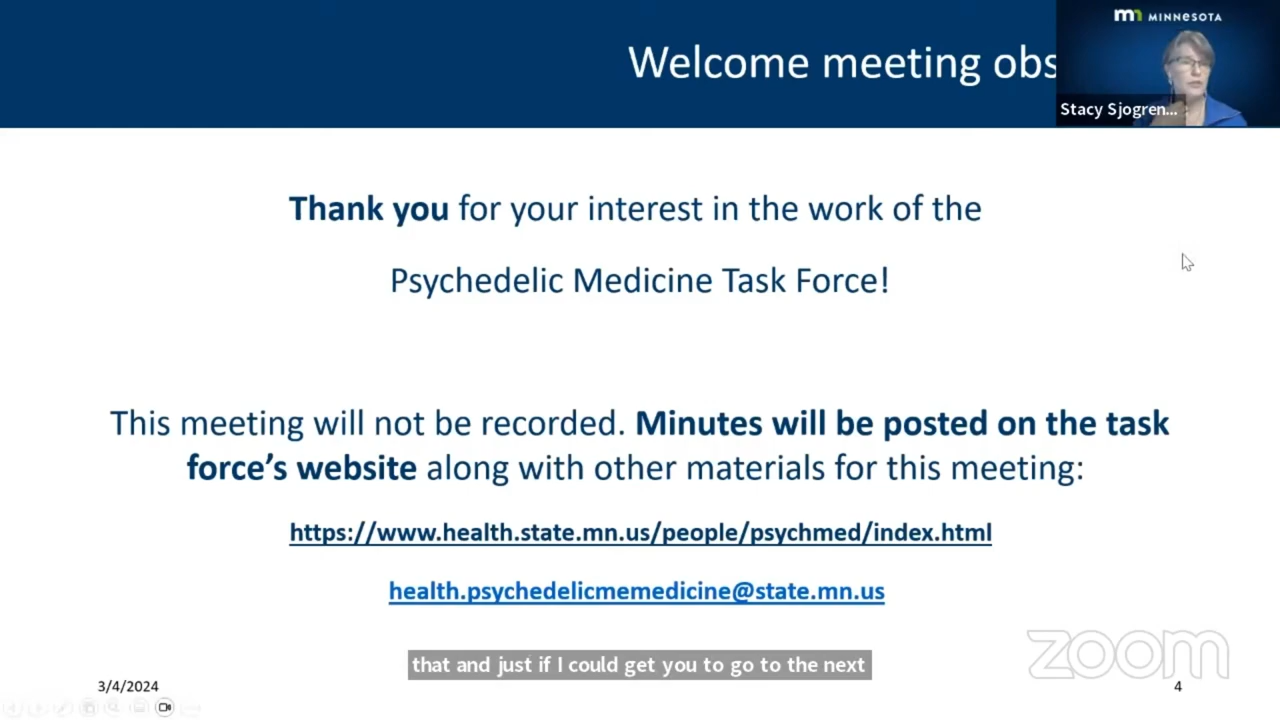 Welcome meeting obs
MINNESOTA
Stacy Sjogren...
Thank you for your interest in the work of the
Psychedelic Medicine Task Force!
This meeting will not be recorded. Minutes will be posted on the task
force’s website along with other materials for this meeting:
https://www.health.state.mn.us/people/psychmed/index.html
health.psychedelicmemedicine@state.mn.us
zoom
that and just if I could get you to go to the next
3/4/2024
4